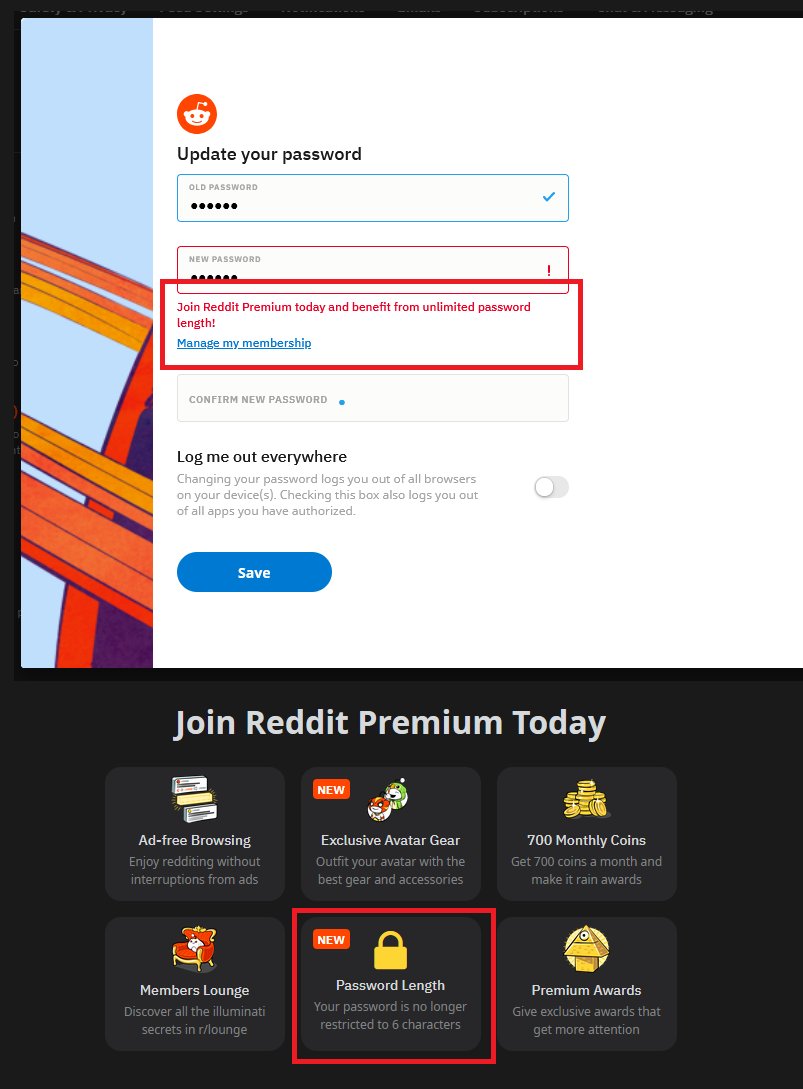 Update your password
OLD PASSWORD
••••••
NEW PASSWORD
••••••
!
Join Reddit Premium today and benefit from unlimited password
length!
Manage my membership
CONFIRM NEW PASSWORD
Log me out everywhere
Changing your password logs you out of all browsers
on your device(s). Checking this box also logs you out
of all apps you have authorized.
Save
Join Reddit Premium Today
Ad-free Browsing
Enjoy redditing without
interruptions from ads
NEW
Exclusive Avatar Gear
Outfit your avatar with the
best gear and accessories
700 Monthly Coins
Get 700 coins a month and
make it rain awards
Members Lounge
Discover all the illuminati
secrets in r/lounge
NEW
Password Length
Your password is no longer
restricted to 6 characters
Premium Awards
Give exclusive awards that
get more attention